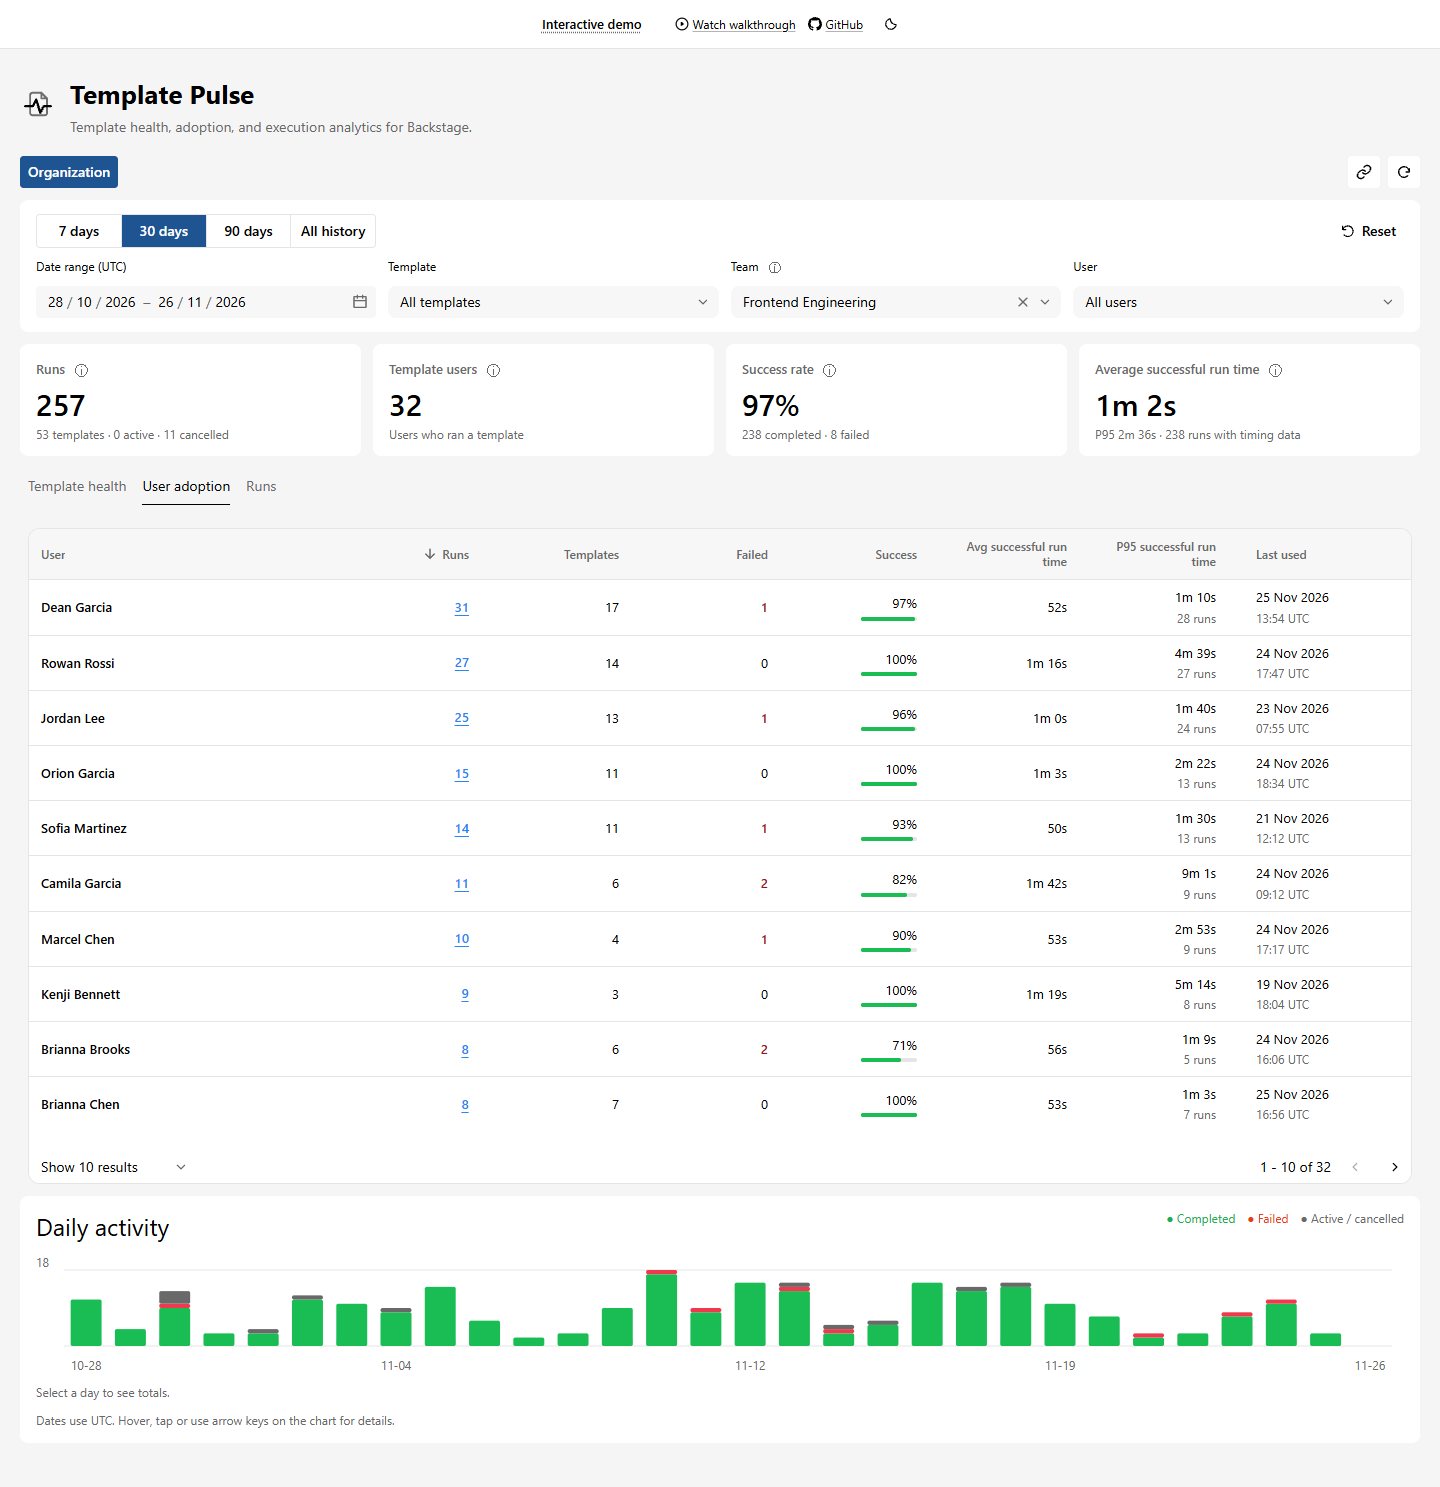 Interactive demo Watch walkthrough GitHub
Template Pulse
Template health, adoption, and execution analytics for Backstage.
Organization
7 days 30 days 90 days All history Reset
Date range (UTC) Template Team User
28 / 10 / 2026 – 26 / 11 / 2026 All templates Frontend Engineering All users
Runs Template users Success rate Average successful run time
257 32 97% 1m 2s
53 templates · 0 active · 11 cancelled Users who ran a template 238 completed · 8 failed P95 2m 36s · 238 runs with timing data
Template health User adoption Runs
User Runs Templates Failed Success Avg successful run time P95 successful run time Last used
Dean Garcia 31 17 1 97% 52s 1m 10s 28 runs 25 Nov 2026 13:54 UTC
Rowan Rossi 27 14 0 100% 1m 16s 4m 39s 27 runs 24 Nov 2026 17:47 UTC
Jordan Lee 25 13 1 96% 1m 0s 1m 40s 24 runs 23 Nov 2026 07:55 UTC
Orion Garcia 15 11 0 100% 1m 3s 2m 22s 13 runs 24 Nov 2026 18:34 UTC
Sofia Martinez 14 11 1 93% 50s 1m 30s 13 runs 21 Nov 2026 12:12 UTC
Camila Garcia 11 6 2 82% 1m 42s 9m 1s 9 runs 24 Nov 2026 09:12 UTC
Marcel Chen 10 4 1 90% 53s 2m 53s 9 runs 24 Nov 2026 17:17 UTC
Kenji Bennett 9 3 0 100% 1m 19s 5m 14s 8 runs 19 Nov 2026 18:04 UTC
Brianna Brooks 8 6 2 71% 56s 1m 9s 5 runs 24 Nov 2026 16:06 UTC
Brianna Chen 8 7 0 100% 53s 1m 3s 7 runs 25 Nov 2026 16:56 UTC
Show 10 results 1 - 10 of 32
Daily activity Completed Failed Active / cancelled
18
10-28 11-04 11-12 11-19 11-26
Select a day to see totals.
Dates use UTC. Hover, tap or use arrow keys on the chart for details.